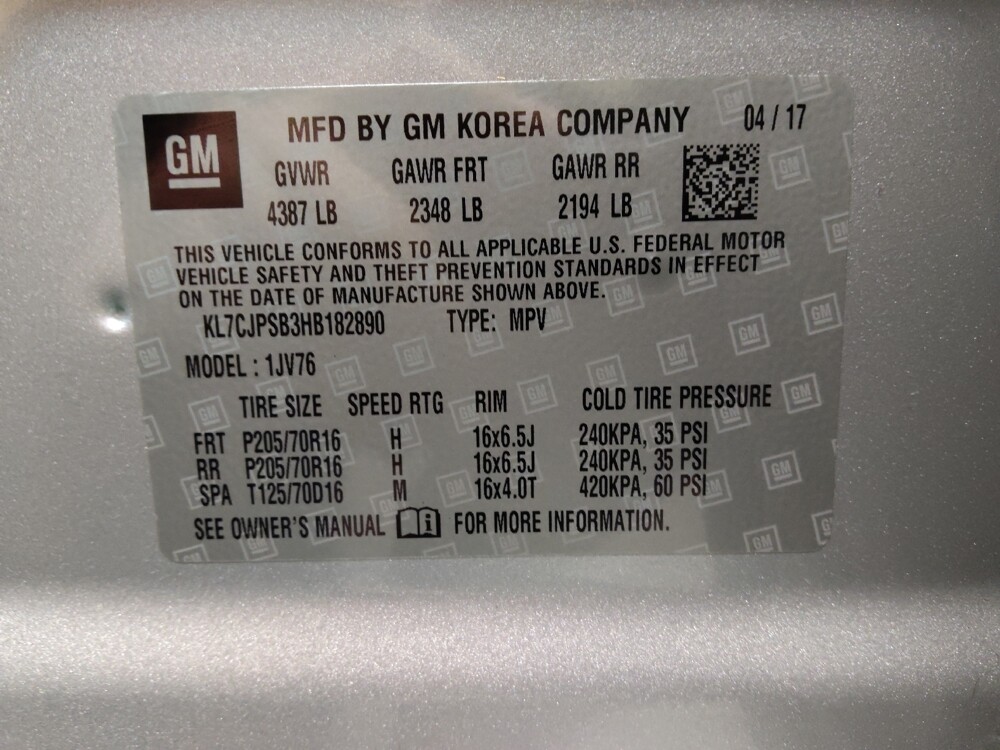 GM
MFD BY GM KOREA COMPANY 04 / 17
GVWR GAWR FRT GAWR RR
4387 LB 2348 LB 2194 LB
THIS VEHICLE CONFORMS TO ALL APPLICABLE U.S. FEDERAL MOTOR
VEHICLE SAFETY AND THEFT PREVENTION STANDARDS IN EFFECT
ON THE DATE OF MANUFACTURE SHOWN ABOVE.
KL7CJPSB3HB182890 TYPE: MPV
MODEL : 1JV76
TIRE SIZE SPEED RTG RIM COLD TIRE PRESSURE
FRT P205/70R16 H 16x6.5J 240KPA, 35 PSI
RR P205/70R16 H 16x6.5J 240KPA, 35 PSI
SPA T125/70D16 M 16x4.0T 420KPA, 60 PSI
SEE OWNER'S MANUAL FOR MORE INFORMATION.